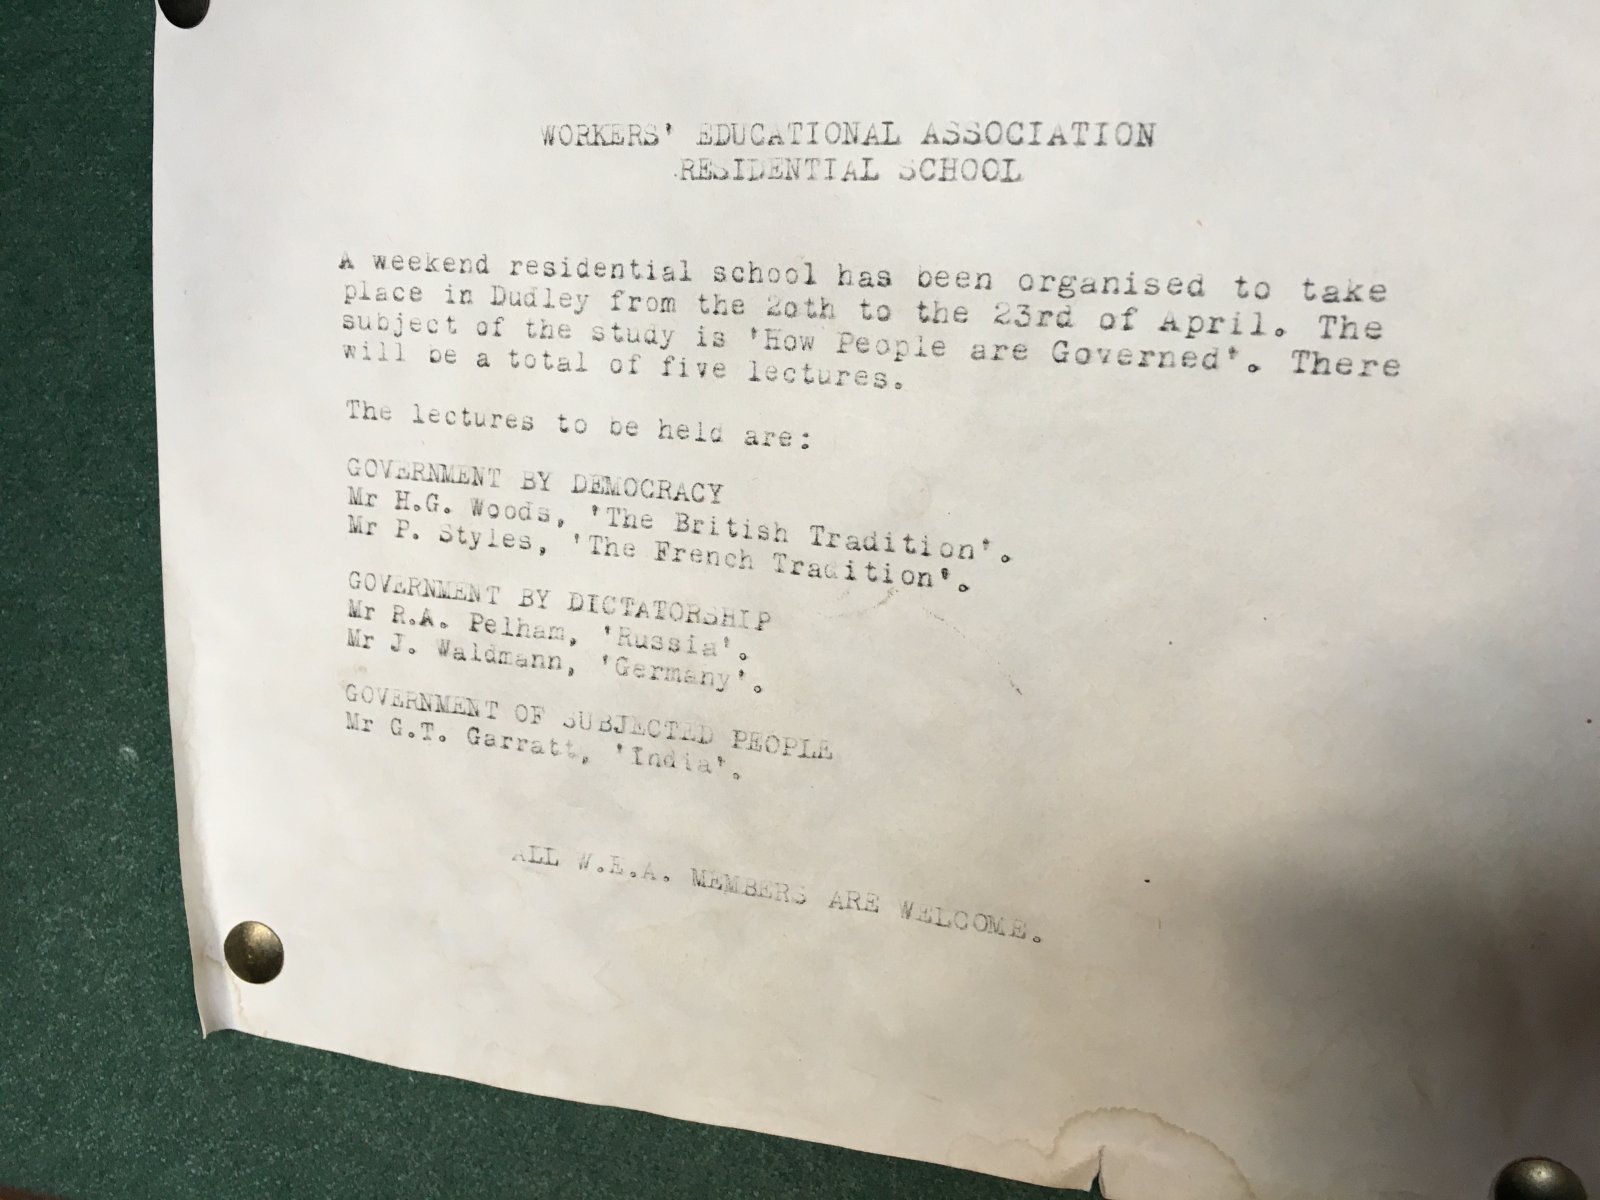 WORKERS' EDUCATIONAL ASSOCIATION
RESIDENTIAL SCHOOL
A weekend residential school has been organised to take
place in Dudley from the 2oth to the 23rd of April. The
subject of the study is 'How People are Governed'. There
will be a total of five lectures.
The lectures to be held are:
GOVERNMENT BY DEMOCRACY
Mr H.G. Woods, 'The British Tradition'.
Mr P. Styles, 'The French Tradition'.
GOVERNMENT BY DICTATORSHIP
Mr R.A. Pelham, 'Russia'.
Mr J. Waldmann, 'Germany'.
GOVERNMENT OF SUBJECTED PEOPLE
Mr G.T. Garratt, 'India'.
ALL W.E.A. MEMBERS ARE WELCOME.